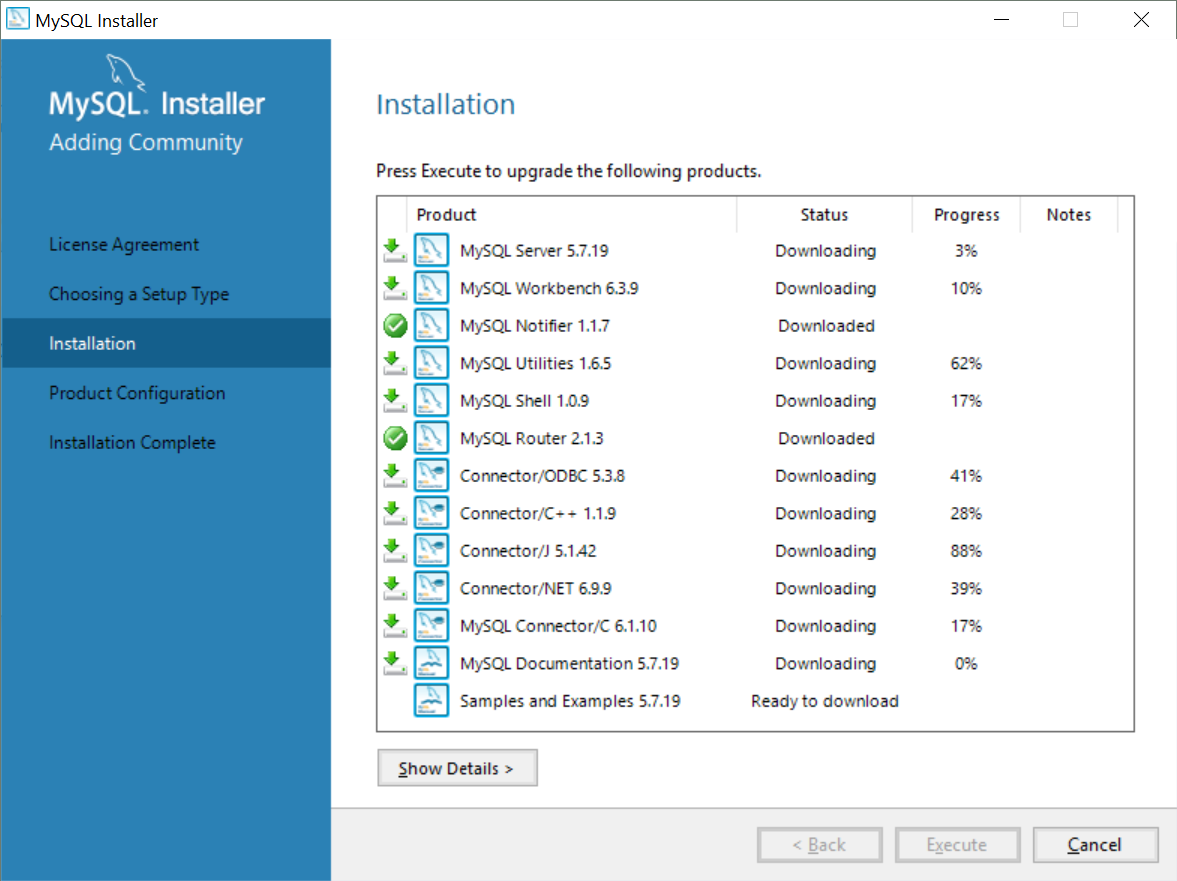 MySQL Installer
MySQL. Installer
Adding Community
License Agreement
Choosing a Setup Type
Installation
Product Configuration
Installation Complete
Installation
Press Execute to upgrade the following products.
Product Status Progress Notes
MySQL Server 5.7.19 Downloading 3%
MySQL Workbench 6.3.9 Downloading 10%
MySQL Notifier 1.1.7 Downloaded
MySQL Utilities 1.6.5 Downloading 62%
MySQL Shell 1.0.9 Downloading 17%
MySQL Router 2.1.3 Downloaded
Connector/ODBC 5.3.8 Downloading 41%
Connector/C++ 1.1.9 Downloading 28%
Connector/J 5.1.42 Downloading 88%
Connector/NET 6.9.9 Downloading 39%
MySQL Connector/C 6.1.10 Downloading 17%
MySQL Documentation 5.7.19 Downloading 0%
Samples and Examples 5.7.19 Ready to download
Show Details >
< Back Execute Cancel